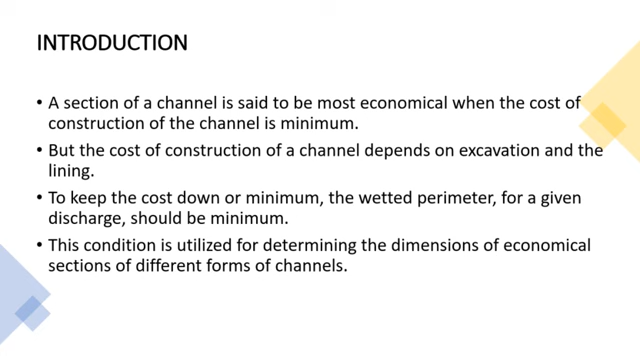 INTRODUCTION
• A section of a channel is said to be most economical when the cost of
construction of the channel is minimum.
• But the cost of construction of a channel depends on excavation and the
lining.
• To keep the cost down or minimum, the wetted perimeter, for a given
discharge, should be minimum.
• This condition is utilized for determining the dimensions of economical
sections of different forms of channels.